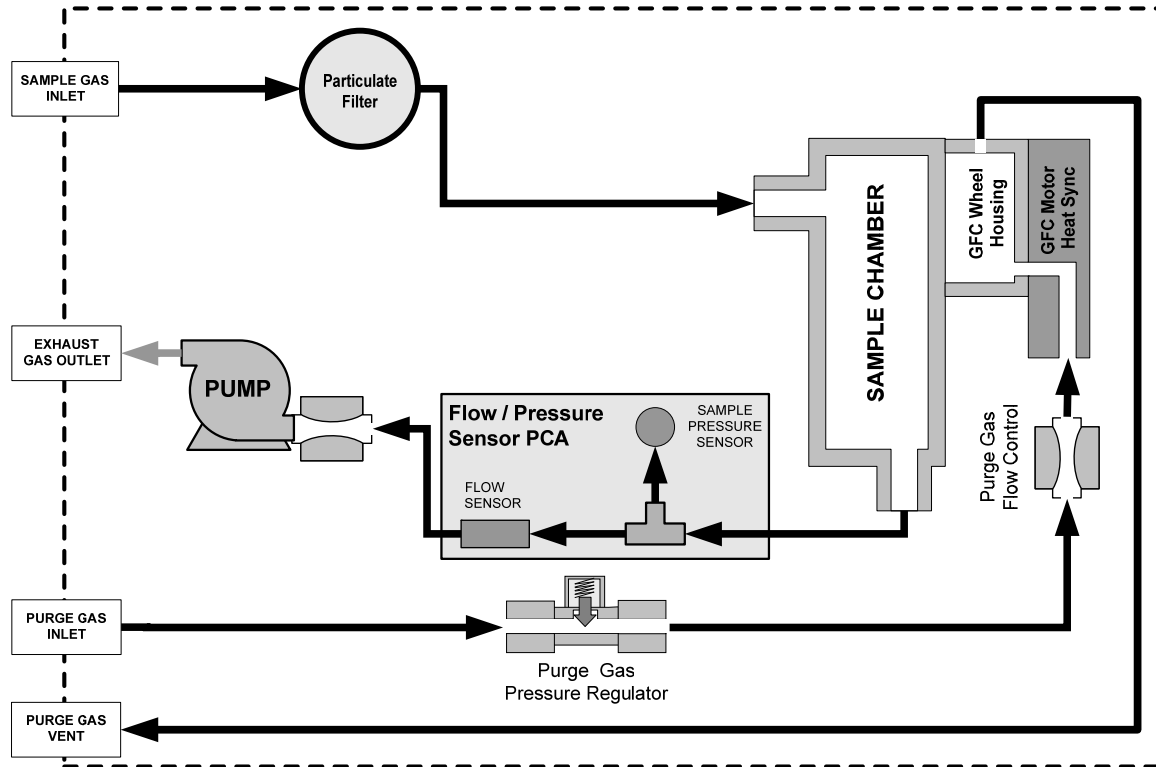 SAMPLE GAS
INLET
Particulate
Filter
SAMPLE CHAMBER
GFC Wheel
Housing
GFC Motor
Heat Sync
EXHAUST
GAS OUTLET
PUMP
Flow / Pressure
Sensor PCA
SAMPLE
PRESSURE
SENSOR
FLOW
SENSOR
Purge Gas
Flow Control
PURGE GAS
INLET
Purge Gas
Pressure Regulator
PURGE GAS
VENT